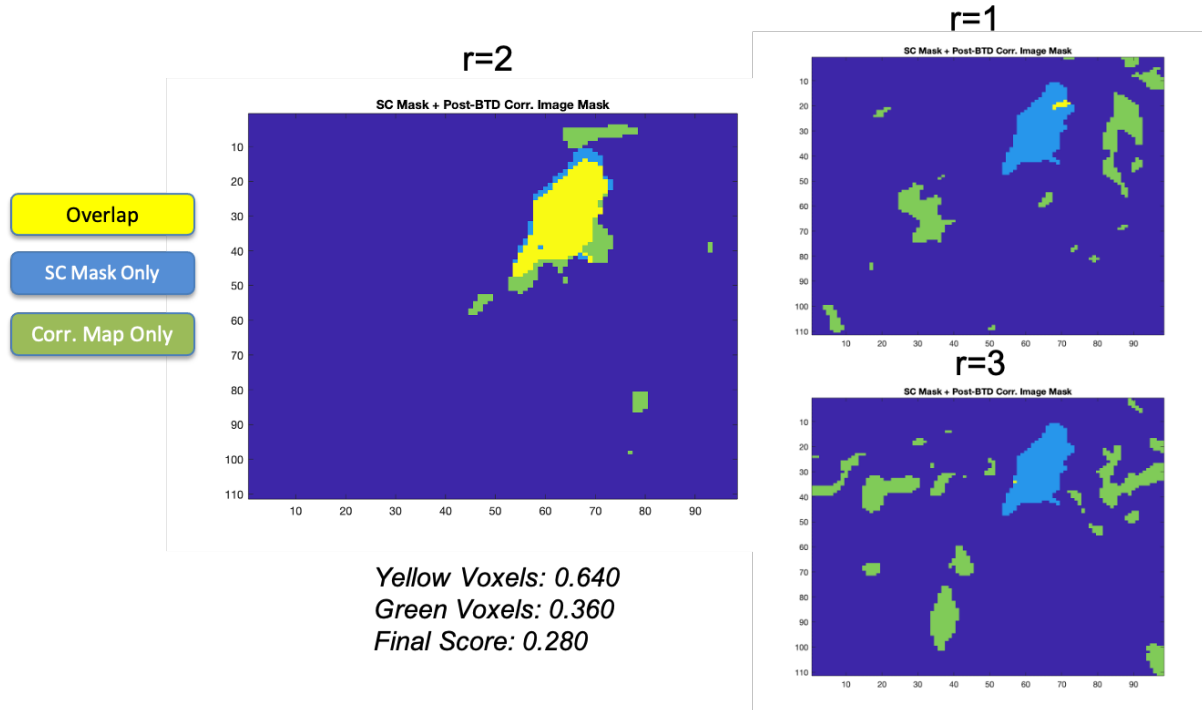 r=2
SC Mask + Post-BTD Corr. Image Mask
10
20
30
40
50
60
70
80
90
100
110
10 20 30 40 50 60 70 80 90
Overlap
SC Mask Only
Corr. Map Only
Yellow Voxels: 0.640
Green Voxels: 0.360
Final Score: 0.280
r=1
SC Mask + Post-BTD Corr. Image Mask
10
20
30
40
50
60
70
80
90
100
110
10 20 30 40 50 60 70 80 90
r=3
SC Mask + Post-BTD Corr. Image Mask
10
20
30
40
50
60
70
80
90
100
110
10 20 30 40 50 60 70 80 90